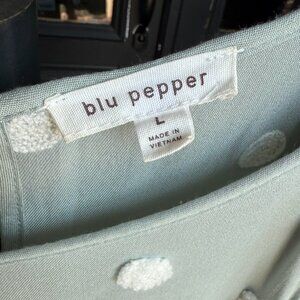 blu pepper
L
MADE IN
VIETNAM